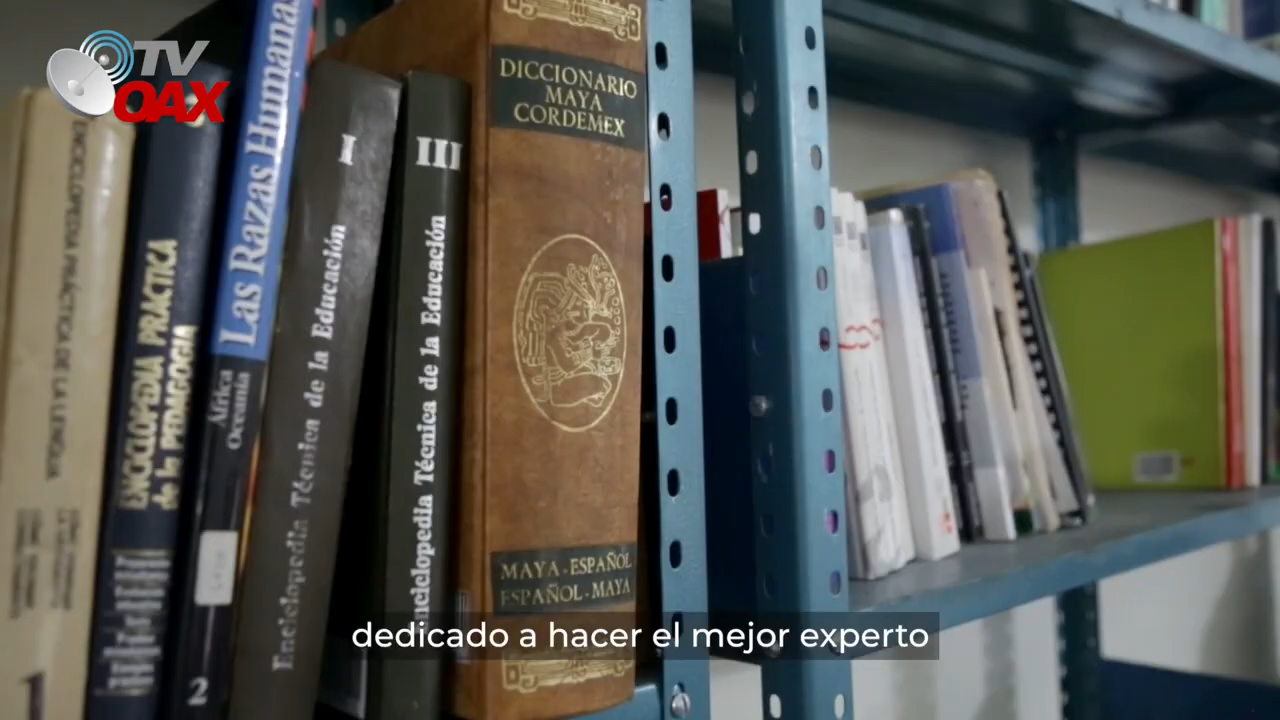 TV
OAX
ENCICLOPEDIA PRÁCTICA DE LA LENGUA
ENCICLOPEDIA PRÁCTICA
de la PEDAGOGÍA
Las Razas Humanas
África
Oceanía
2
I
Enciclopedia Técnica de la Educación
III
Enciclopedia Técnica de la Educación
DICCIONARIO
MAYA
CORDEMEX
MAYA - ESPAÑOL
ESPAÑOL - MAYA
dedicado a hacer el mejor experto